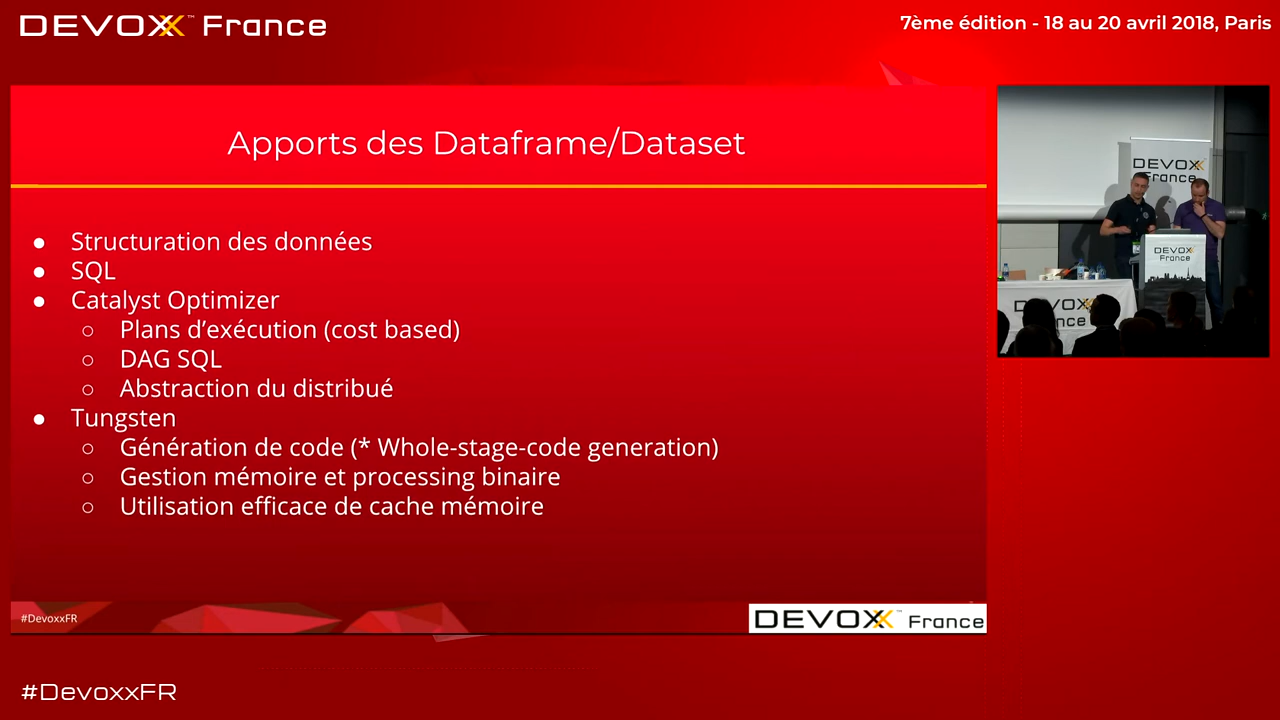 DEVOXX™ France
7ème édition - 18 au 20 avril 2018, Paris
Apports des Dataframe/Dataset
● Structuration des données
● SQL
● Catalyst Optimizer
○ Plans d’exécution (cost based)
○ DAG SQL
○ Abstraction du distribué
● Tungsten
○ Génération de code (* Whole-stage-code generation)
○ Gestion mémoire et processing binaire
○ Utilisation efficace de cache mémoire
DEVOXX
France
DEVOXX
France
DEVOXX
#DevoxxFR
DEVOXX™ France
#DevoxxFR